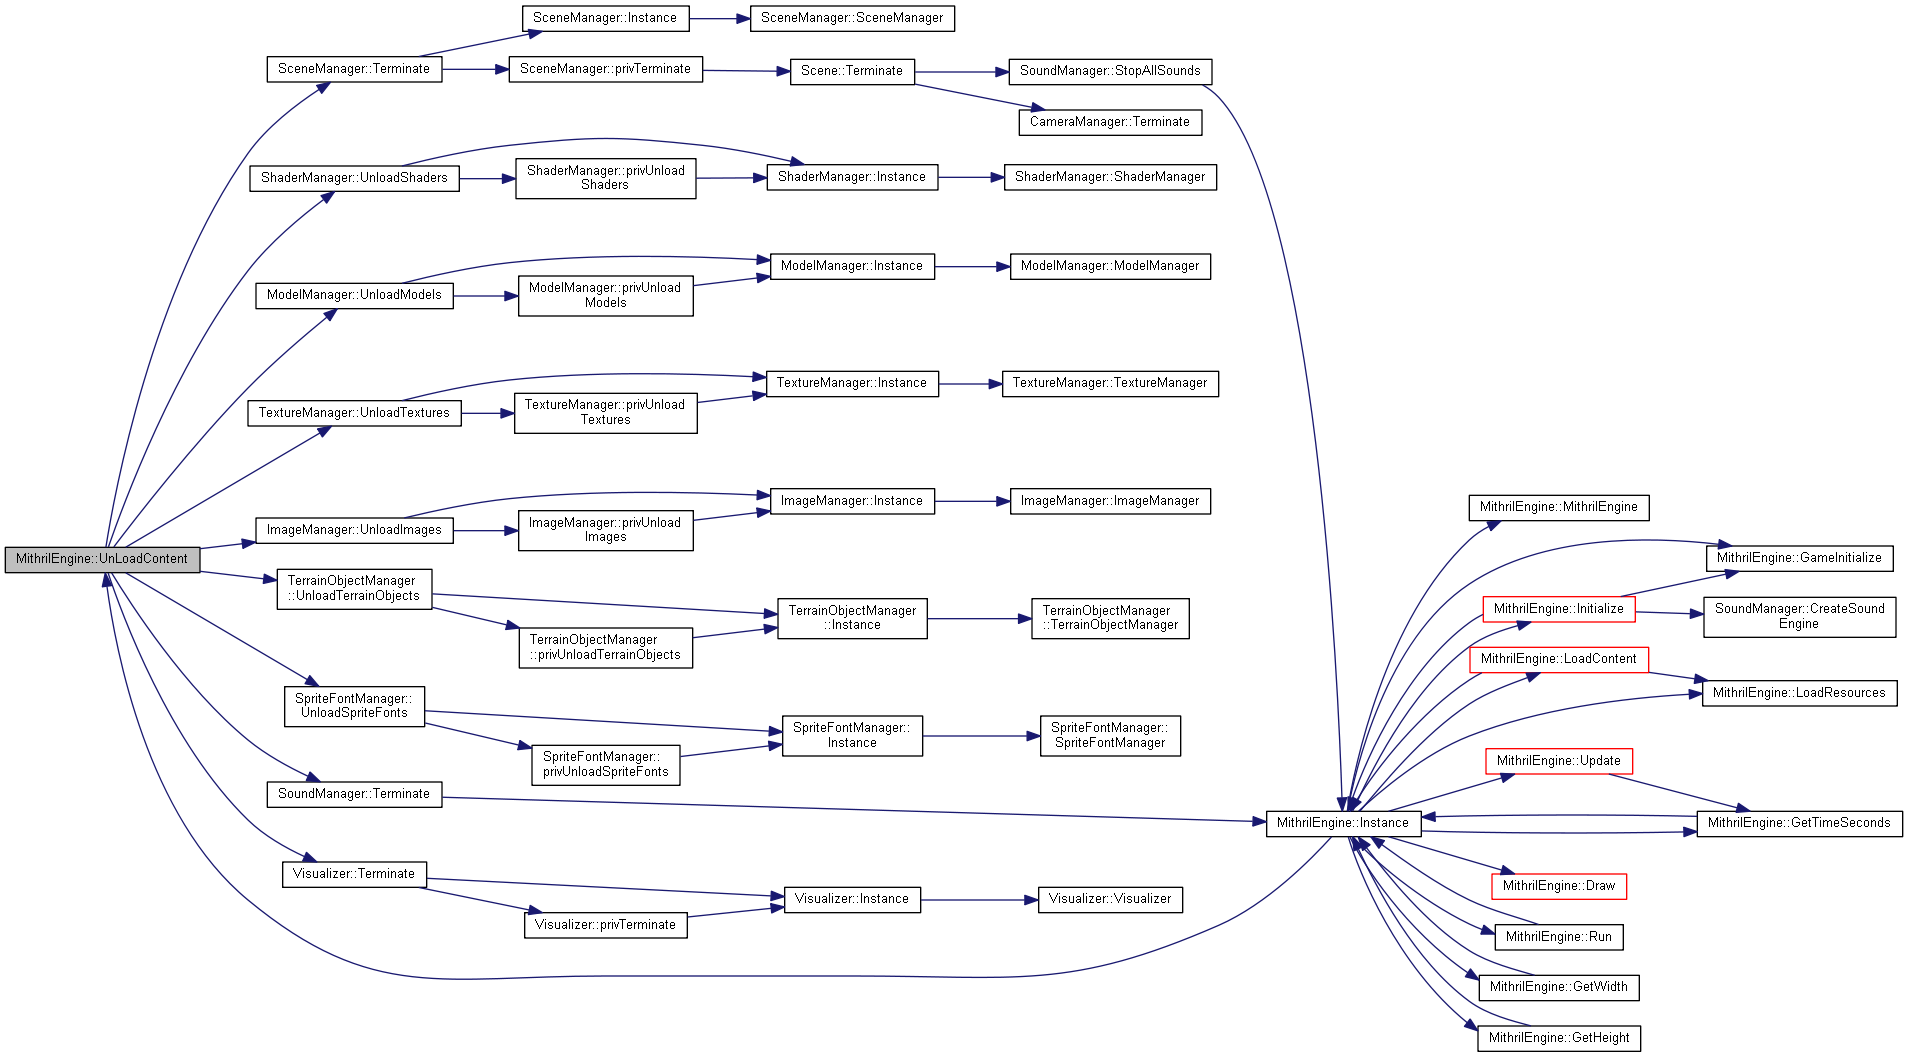 SceneManager::Instance
SceneManager::SceneManager
SceneManager::Terminate
SceneManager::privTerminate
Scene::Terminate
SoundManager::StopAllSounds
CameraManager::Terminate
ShaderManager::UnloadShaders
ShaderManager::privUnload
Shaders
ShaderManager::Instance
ShaderManager::ShaderManager
ModelManager::UnloadModels
ModelManager::privUnload
Models
ModelManager::Instance
ModelManager::ModelManager
TextureManager::UnloadTextures
TextureManager::privUnload
Textures
TextureManager::Instance
TextureManager::TextureManager
ImageManager::UnloadImages
ImageManager::privUnload
Images
ImageManager::Instance
ImageManager::ImageManager
MithrilEngine::UnLoadContent
TerrainObjectManager
::UnloadTerrainObjects
TerrainObjectManager
::privUnloadTerrainObjects
TerrainObjectManager
::Instance
TerrainObjectManager
::TerrainObjectManager
SpriteFontManager::
UnloadSpriteFonts
SpriteFontManager::
privUnloadSpriteFonts
SpriteFontManager::
Instance
SpriteFontManager::
SpriteFontManager
SoundManager::Terminate
Visualizer::Terminate
Visualizer::privTerminate
Visualizer::Instance
Visualizer::Visualizer
MithrilEngine::Instance
MithrilEngine::MithrilEngine
MithrilEngine::GameInitialize
MithrilEngine::Initialize
SoundManager::CreateSound
Engine
MithrilEngine::LoadContent
MithrilEngine::LoadResources
MithrilEngine::Update
MithrilEngine::GetTimeSeconds
MithrilEngine::Draw
MithrilEngine::Run
MithrilEngine::GetWidth
MithrilEngine::GetHeight